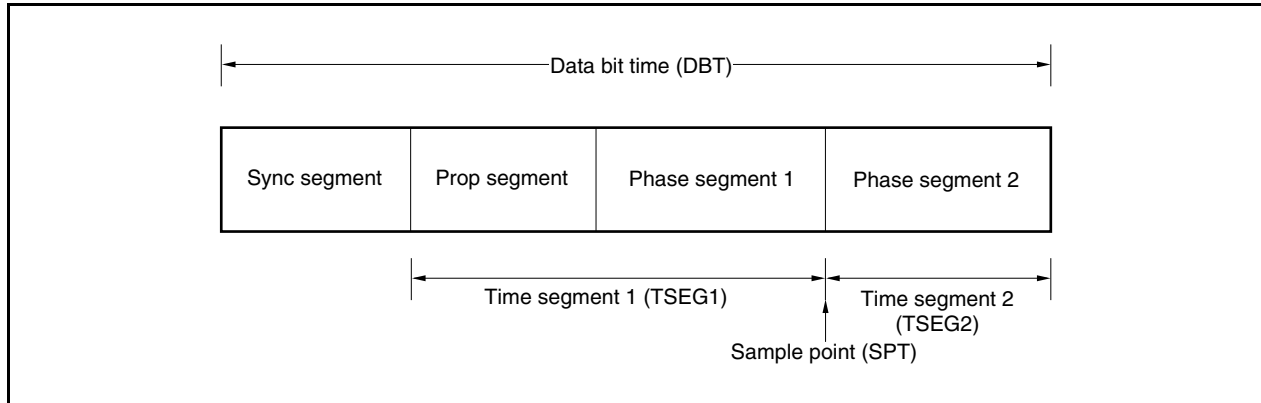 Data bit time (DBT)
Sync segment
Prop segment
Phase segment 1
Phase segment 2
Time segment 1 (TSEG1)
Time segment 2
(TSEG2)
Sample point (SPT)